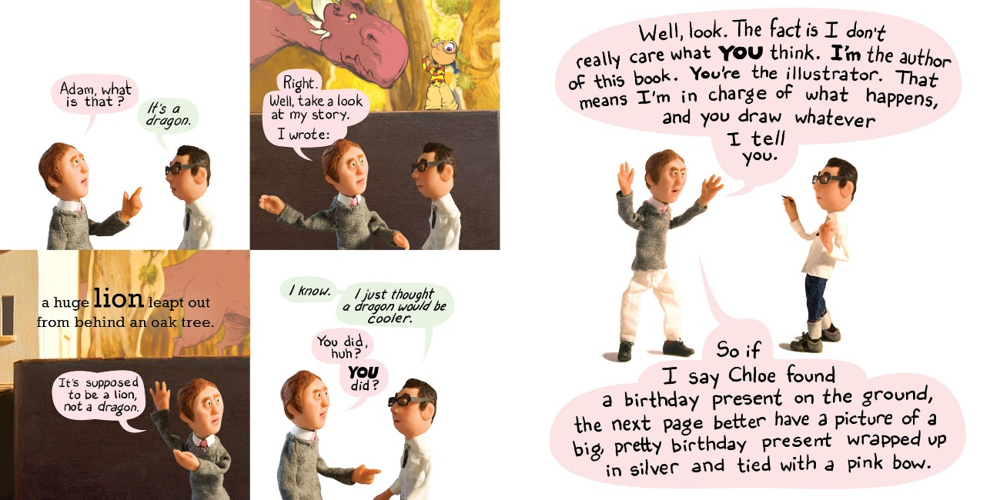 Adam, what
is that?
It's a
dragon.
Right.
Well, take a look
at my story.
I wrote:
a huge lion leapt out
from behind an oak tree.
It's supposed
to be a lion,
not a dragon.
I know.
I just thought
a dragon would be
cooler.
You did,
huh?
YOU
did?
Well, look. The fact is I don't
really care what YOU think. I'm the author
of this book. You're the illustrator. That
means I'm in charge of what happens,
and you draw whatever
I tell
you.
So if
I say Chloe found
a birthday present on the ground,
the next page better have a picture of a
big, pretty birthday present wrapped up
in silver and tied with a pink bow.